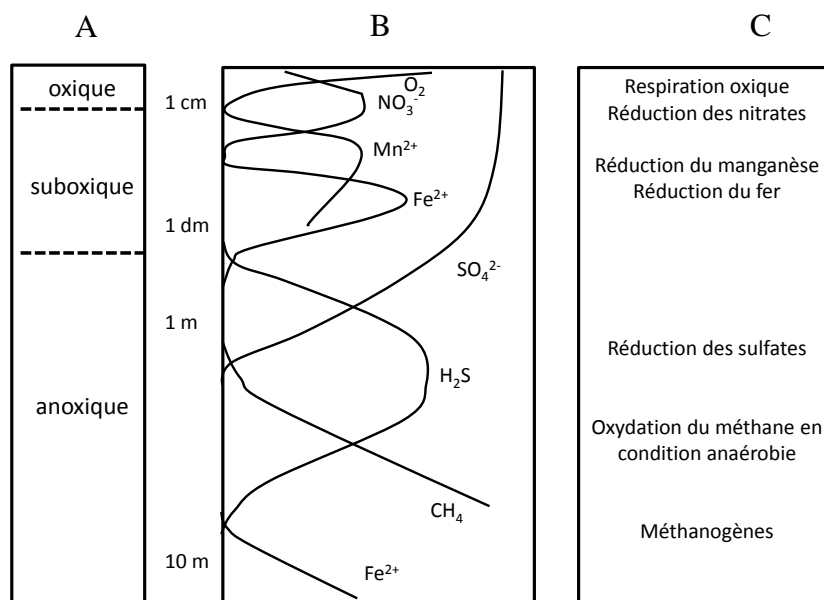 A
B
C
oxique
suboxique
anoxique
1 cm
1 dm
1 m
10 m
O₂
NO₃⁻
Mn²⁺
Fe²⁺
SO₄²⁻
H₂S
CH₄
Fe²⁺
Respiration oxique
Réduction des nitrates
Réduction du manganèse
Réduction du fer
Réduction des sulfates
Oxydation du méthane en
condition anaérobie
Méthanogènes